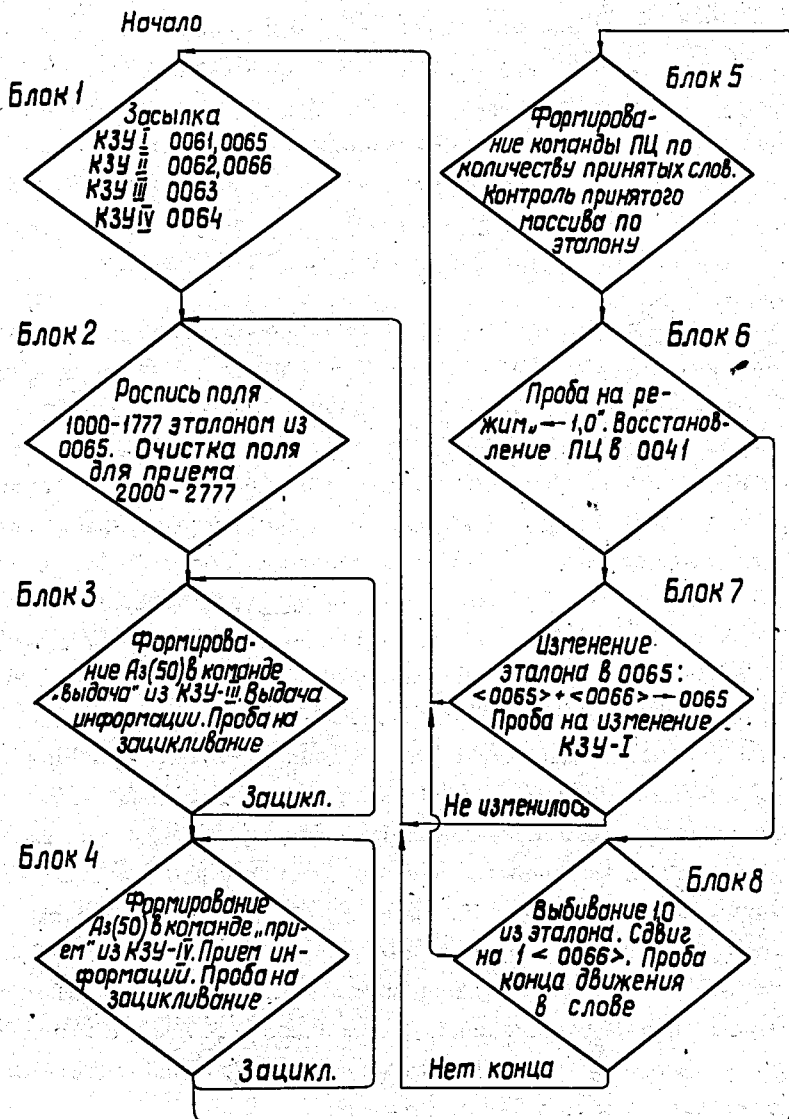 Начало
Блок 1
Засылка
КЗУ I 0061,0065
КЗУ II 0062,0066
КЗУ III 0063
КЗУ IV 0064
Блок 2
Роспись поля
1000-1777 эталоном из
0065. Очистка поля
для приема
2000-2777
Блок 3
Формирова-
ние Аз(50) в команде
„выдача" из КЗУ-III. Выдача
информации. Проба на
зацикливание
Зацикл.
Блок 4
Формирование
Аз(50) в команде „при-
ем" из КЗУ-IV. Прием ин-
формаций. Проба на
зацикливание
Зацикл.
Блок 5
Формирова-
ние команды ПЦ по
количеству принятых слов.
Контроль принятого
массива по
эталону
Блок 6
Проба на ре-
жим „← 1,0". Восстанов-
ление ПЦ в 0041
Блок 7
Изменение
эталона в 0065:
<0065>+<0066>→0065
Проба на изменение
КЗУ-I
Не изменилось
Блок 8
Выбивание 1,0
из эталона. Сдвиг
на 1 <0066>. Проба
конца движения
в слове
Нет конца